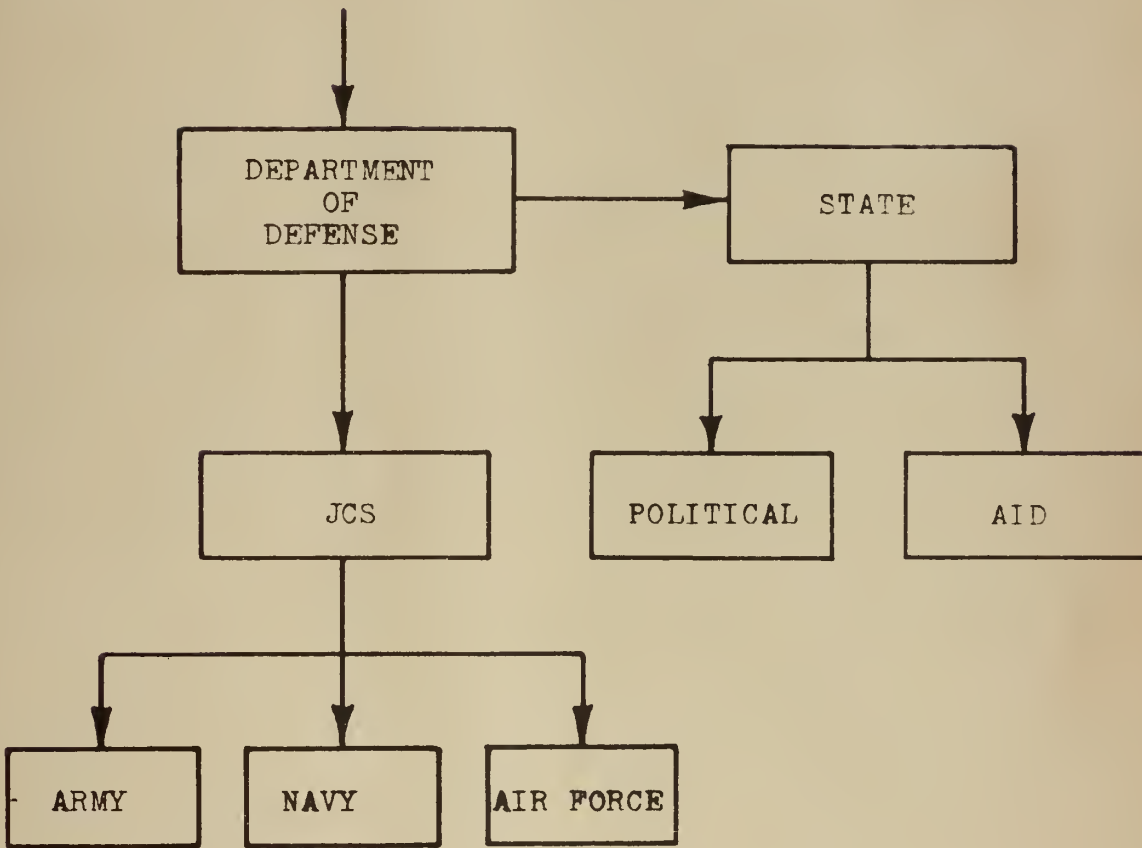 DEPARTMENT
OF
DEFENSE
STATE
JCS
POLITICAL
AID
ARMY
NAVY
AIR FORCE